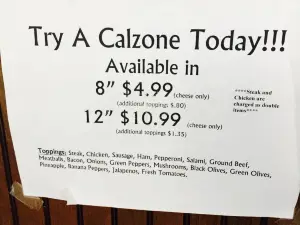 Try A Calzone Today!!!
Available in
8” $4.99 (cheese only)
(additional toppings $.80)
12” $10.99 (cheese only)
(additional toppings $1.35)
****Steak and
Chicken are
charged as double
items****
Toppings: Steak, Chicken, Sausage, Ham, Pepperoni, Salami, Ground Beef,
Meatballs, Bacon, Onions, Green Peppers, Mushrooms, Black Olives, Green Olives,
Pineapple, Banana Peppers, Jalapenos, Fresh Tomatoes.